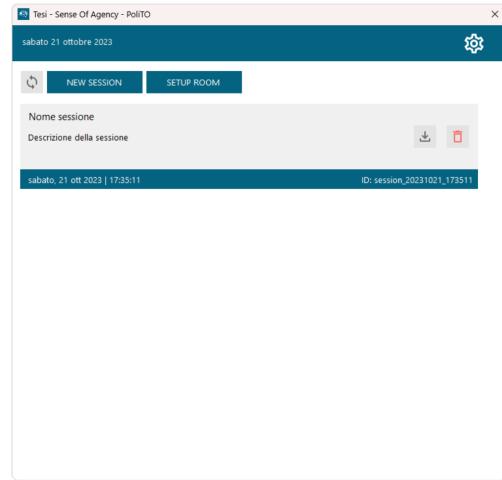 Tesi - Sense Of Agency - PoliTO
sabato 21 ottobre 2023
NEW SESSION SETUP ROOM
Nome sessione
Descrizione della sessione
sabato, 21 ott 2023 | 17:35:11 ID: session_20231021_173511